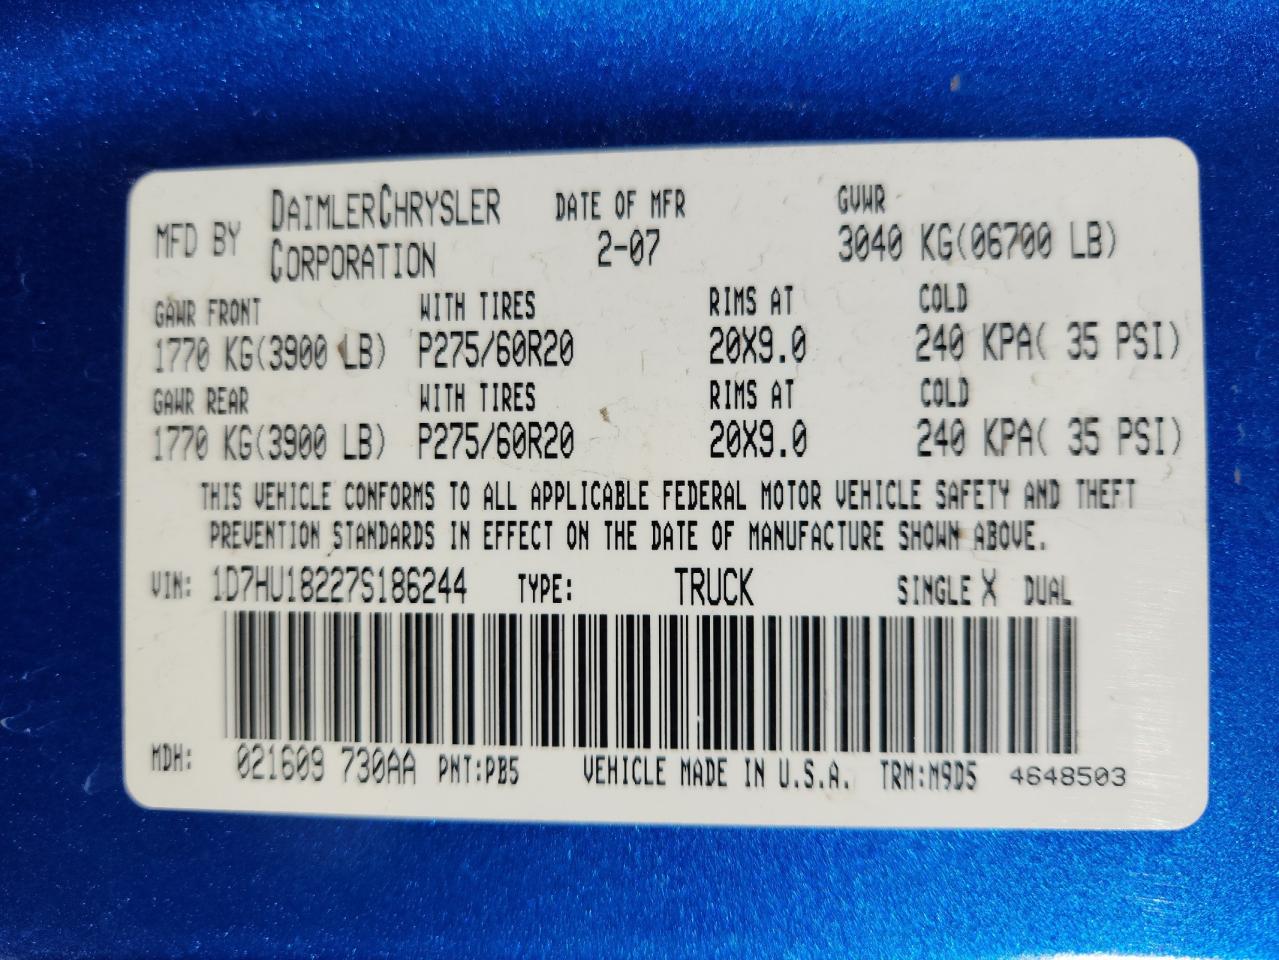 MFD BY DAIMLERCHRYSLER CORPORATION DATE OF MFR 2-07 GVWR 3040 KG(06700 LB)
GAWR FRONT WITH TIRES RIMS AT COLD
1770 KG(3900 LB) P275/60R20 20X9.0 240 KPA( 35 PSI)
GAWR REAR WITH TIRES RIMS AT COLD
1770 KG(3900 LB) P275/60R20 20X9.0 240 KPA( 35 PSI)
THIS VEHICLE CONFORMS TO ALL APPLICABLE FEDERAL MOTOR VEHICLE SAFETY AND THEFT
PREVENTION STANDARDS IN EFFECT ON THE DATE OF MANUFACTURE SHOWN ABOVE.
VIN: 1D7HU18227S186244 TYPE: TRUCK SINGLE X DUAL
MDH: 021609 730AA PNT:PB5 VEHICLE MADE IN U.S.A. TRM:M9D5 4648503